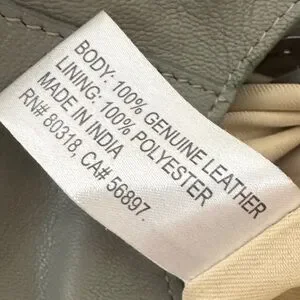 BODY: 100% GENUINE LEATHER
LINING: 100% POLYESTER
MADE IN INDIA
RN# 80318, CA# 56897.